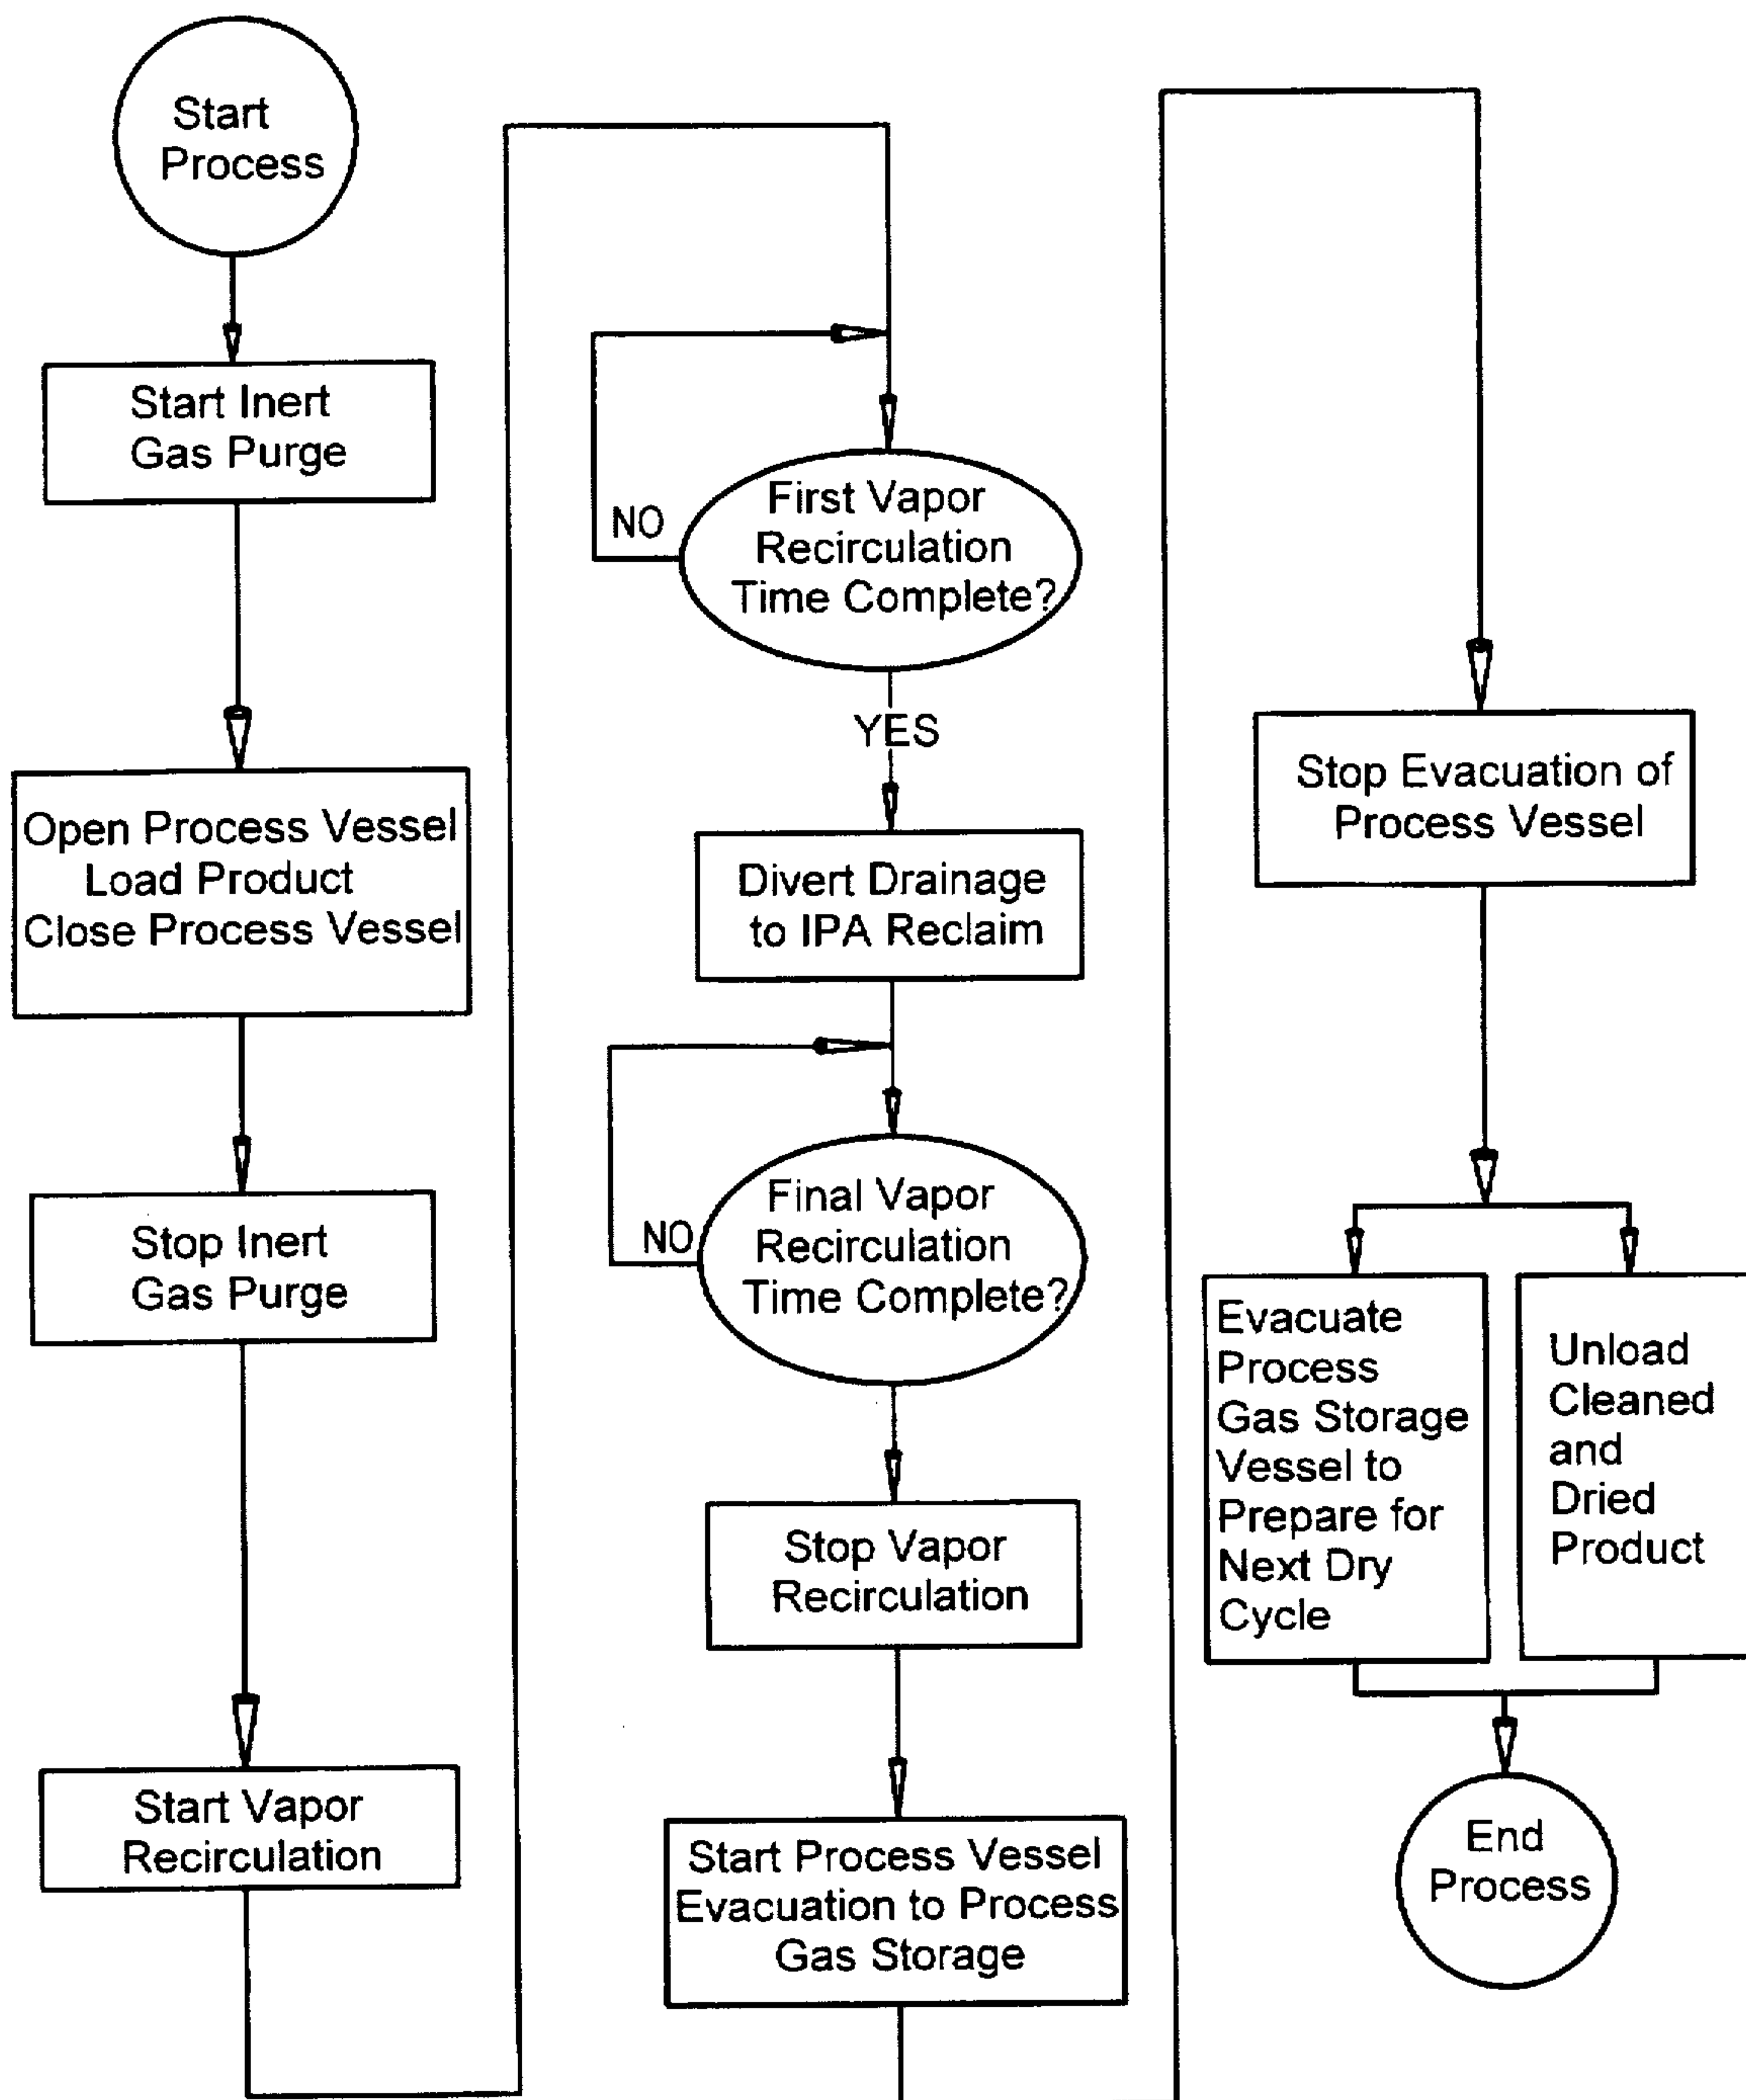 Start
Process
Start Inert
Gas Purge
Open Process Vessel
Load Product
Close Process Vessel
Stop Inert
Gas Purge
Start Vapor
Recirculation
First Vapor
Recirculation
Time Complete?
NO
YES
Divert Drainage
to IPA Reclaim
Final Vapor
Recirculation
Time Complete?
NO
Stop Vapor
Recirculation
Start Process Vessel
Evacuation to Process
Gas Storage
Stop Evacuation of
Process Vessel
Evacuate
Process
Gas Storage
Vessel to
Prepare for
Next Dry
Cycle
Unload
Cleaned
and
Dried
Product
End
Process